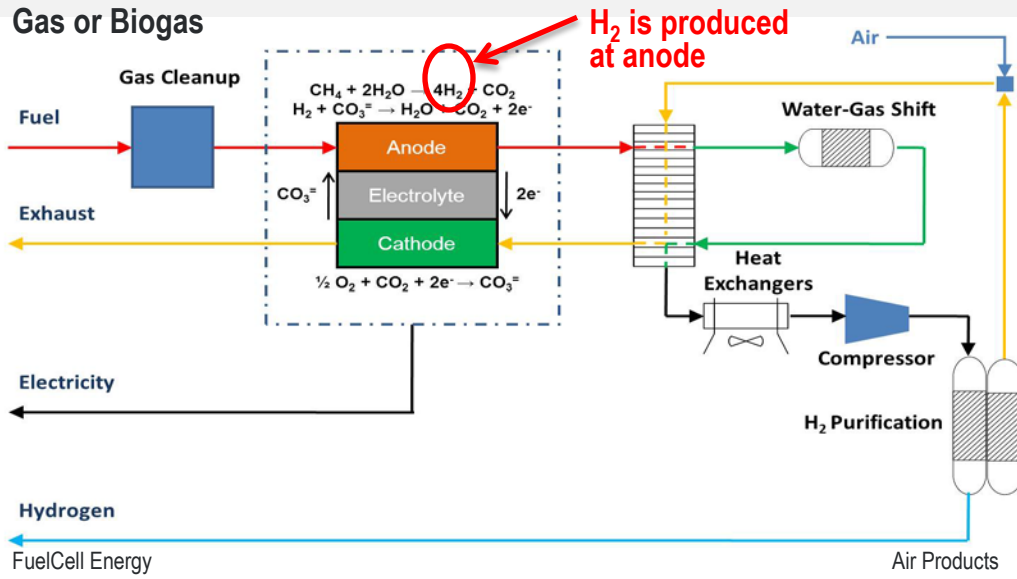 Gas or Biogas
H₂ is produced
at anode
Air
Gas Cleanup
CH₄ + 2H₂O → 4H₂ + CO₂
H₂ + CO₃⁼ → H₂O + CO₂ + 2e⁻
Water-Gas Shift
Fuel
Anode
CO₃⁼
Electrolyte
2e⁻
Exhaust
Cathode
½ O₂ + CO₂ + 2e⁻ → CO₃⁼
Heat
Exchangers
Compressor
Electricity
H₂ Purification
Hydrogen
FuelCell Energy
Air Products